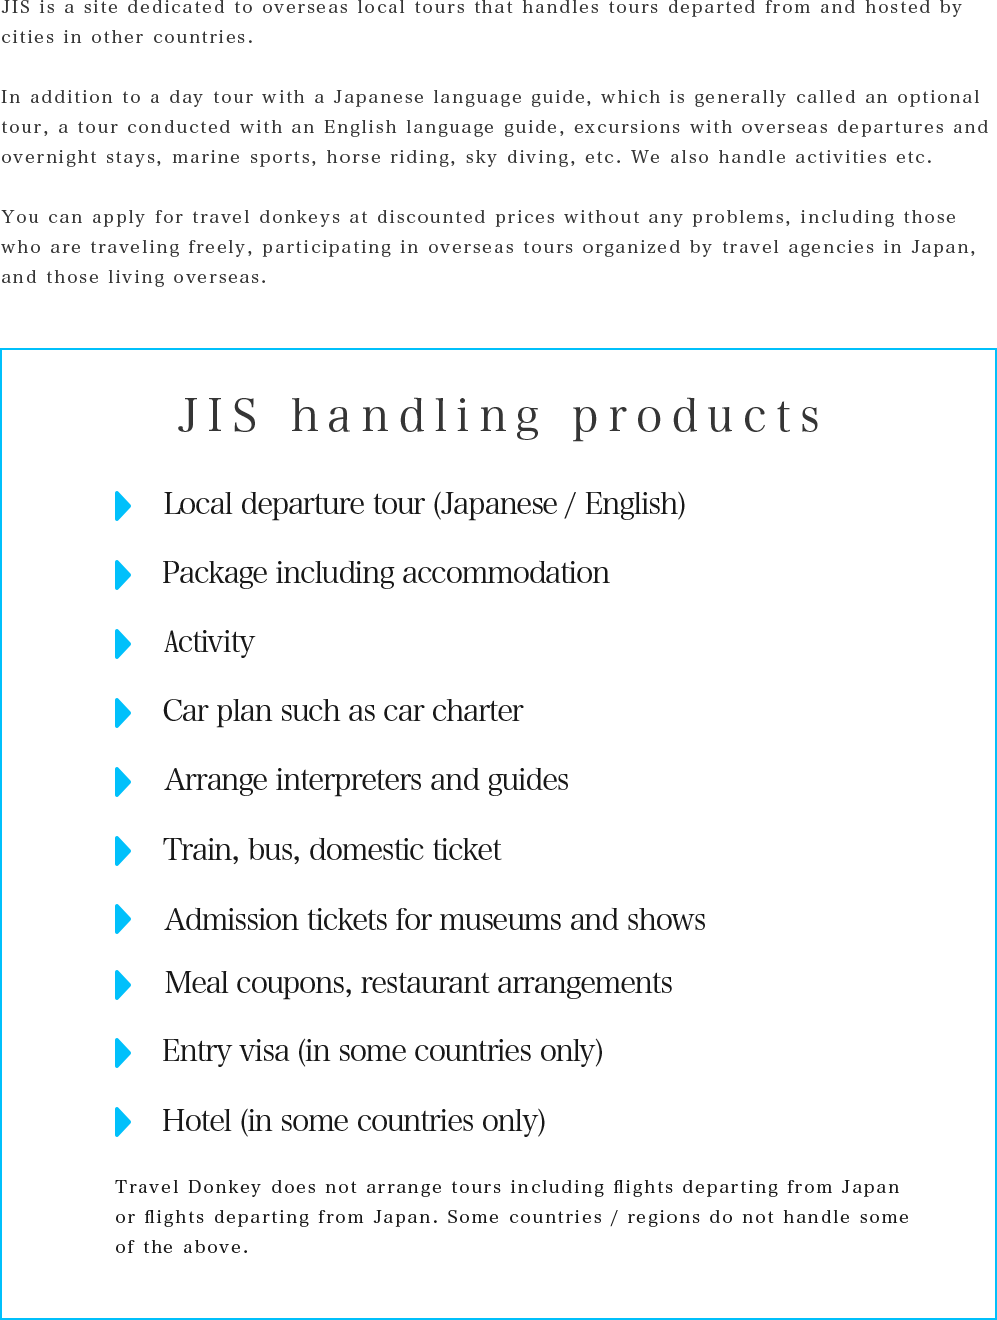 JIS is a site dedicated to overseas local tours that handles tours departed from and hosted by
cities in other countries.
In addition to a day tour with a Japanese language guide, which is generally called an optional
tour, a tour conducted with an English language guide, excursions with overseas departures and
overnight stays, marine sports, horse riding, sky diving, etc. We also handle activities etc.
You can apply for travel donkeys at discounted prices without any problems, including those
who are traveling freely, participating in overseas tours organized by travel agencies in Japan,
and those living overseas.
JIS handling products
Local departure tour (Japanese / English)
Package including accommodation
Activity
Car plan such as car charter
Arrange interpreters and guides
Train, bus, domestic ticket
Admission tickets for museums and shows
Meal coupons, restaurant arrangements
Entry visa (in some countries only)
Hotel (in some countries only)
Travel Donkey does not arrange tours including flights departing from Japan
or flights departing from Japan. Some countries / regions do not handle some
of the above.